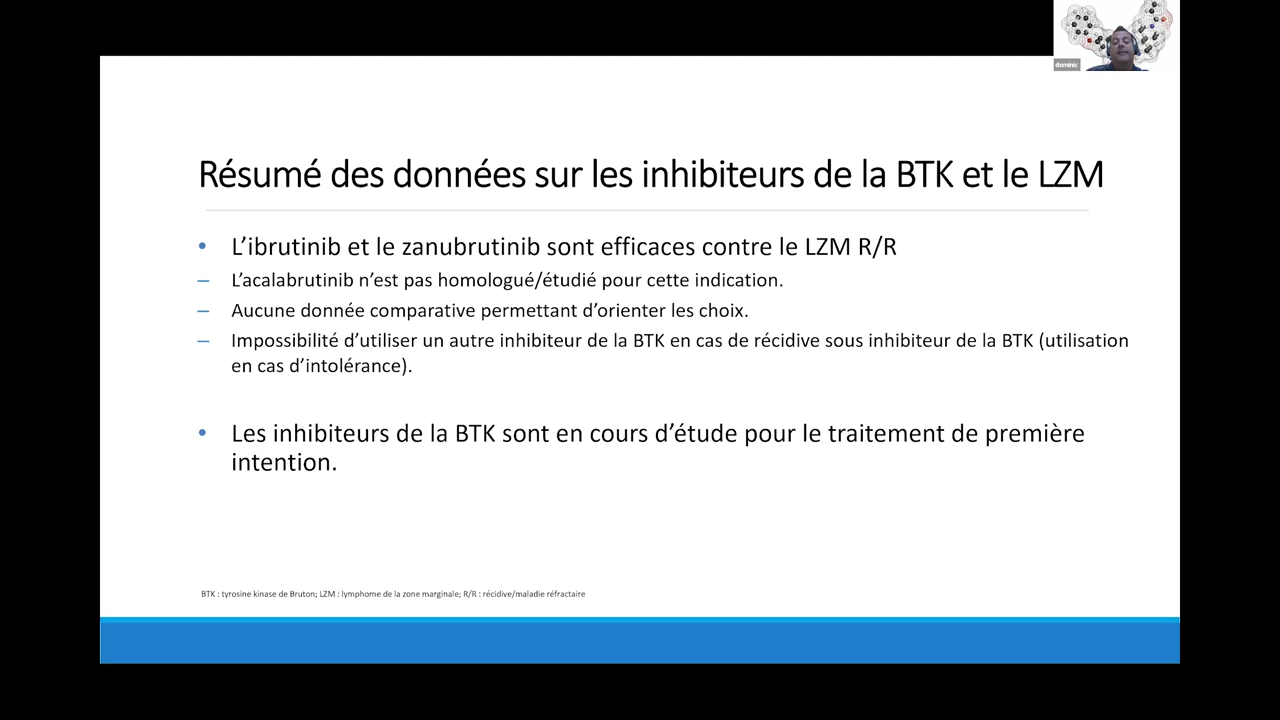 dominic
Résumé des données sur les inhibiteurs de la BTK et le LZM
• L’ibrutinib et le zanubrutinib sont efficaces contre le LZM R/R
– L’acalabrutinib n’est pas homologué/étudié pour cette indication.
– Aucune donnée comparative permettant d’orienter les choix.
– Impossibilité d’utiliser un autre inhibiteur de la BTK en cas de récidive sous inhibiteur de la BTK (utilisation
en cas d’intolérance).
• Les inhibiteurs de la BTK sont en cours d’étude pour le traitement de première
intention.
BTK : tyrosine kinase de Bruton; LZM : lymphome de la zone marginale; R/R : récidive/maladie réfractaire